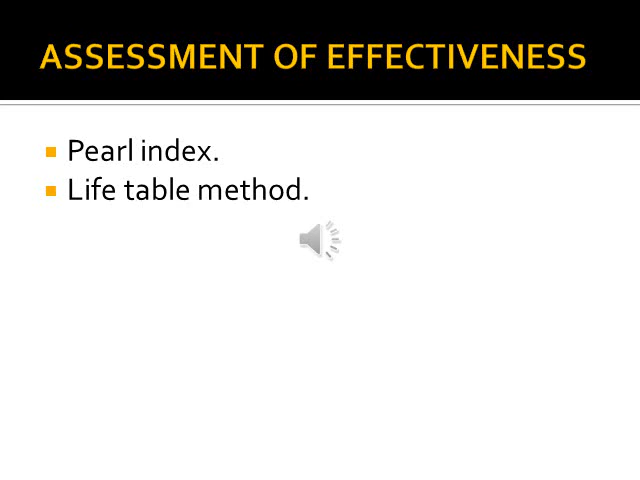 ASSESSMENT OF EFFECTIVENESS
Pearl index.
Life table method.